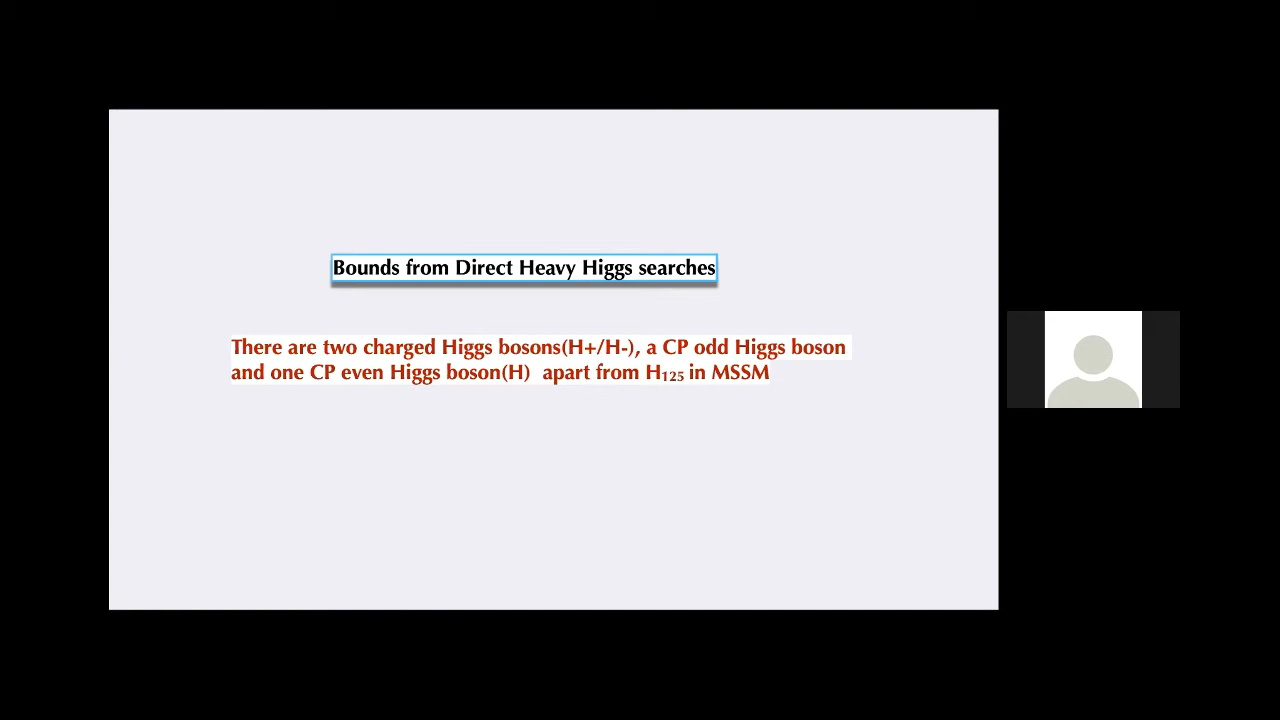 Bounds from Direct Heavy Higgs searches
There are two charged Higgs bosons(H+/H-), a CP odd Higgs boson
and one CP even Higgs boson(H) apart from H₁₂₅ in MSSM